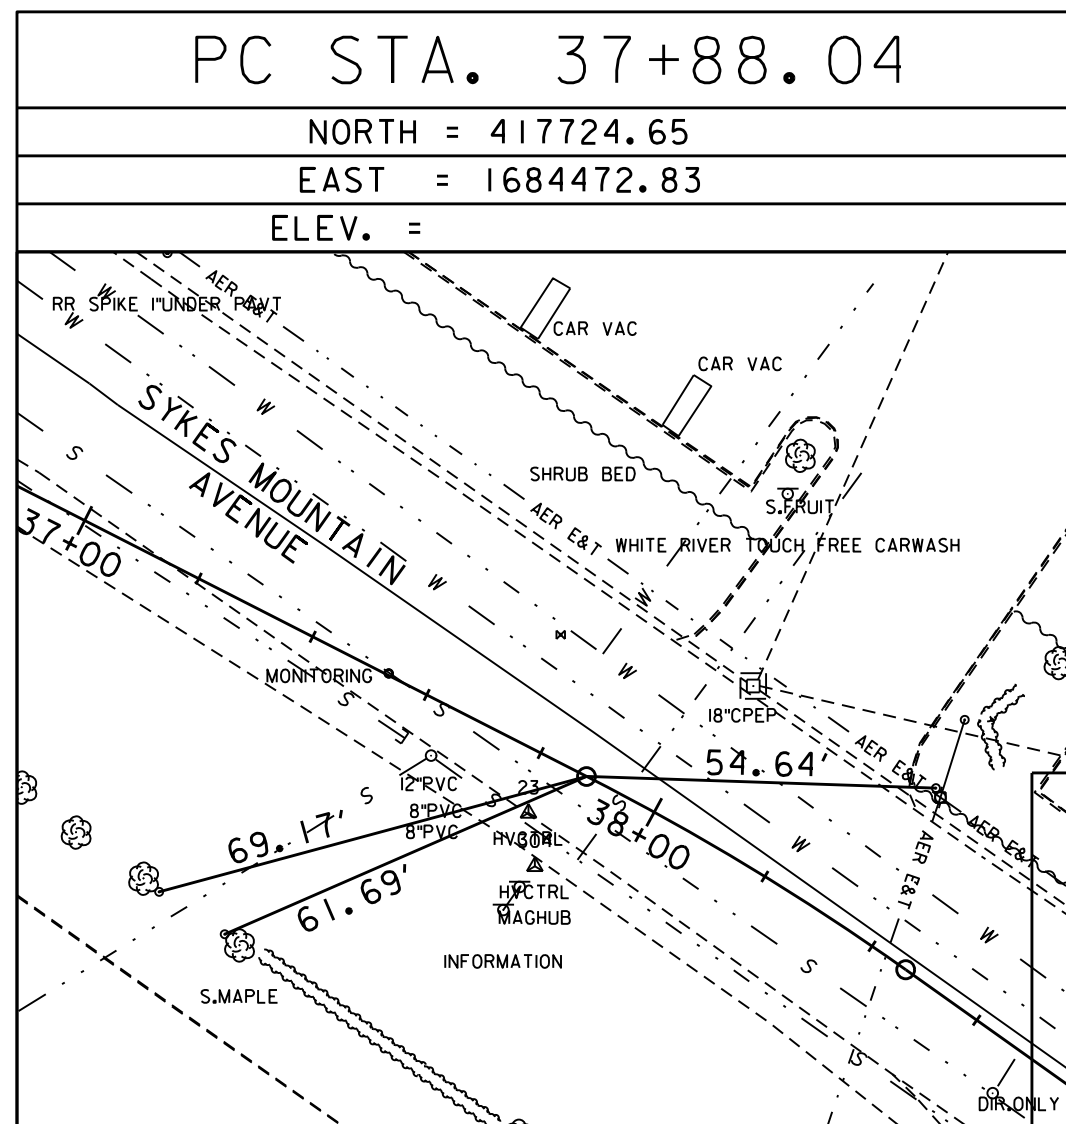 PC STA. 37+88.04
NORTH = 417724.65
EAST = 1684472.83
ELEV. =
AER E&T
RR SPIKE 1"UNDER PMVT
W
W
CAR VAC
CAR VAC
W
SYKES MOUNTAIN
AVENUE
S
SHRUB BED
S.FRUIT
AER E&T
WHITE RIVER TOUCH FREE CARWASH
37+00
W
W
W
MONITORING
S
S
18"CPEP
AER E&T
54.64'
12"PVC
23
S
S
S
8"PVC
8"PVC
69.17'
HVCTRL
38+00
AER E&T
AER E&T
W
61.69'
HVCTRL
MAGHUB
W
INFORMATION
S
S.MAPLE
S
DIR.ONLY